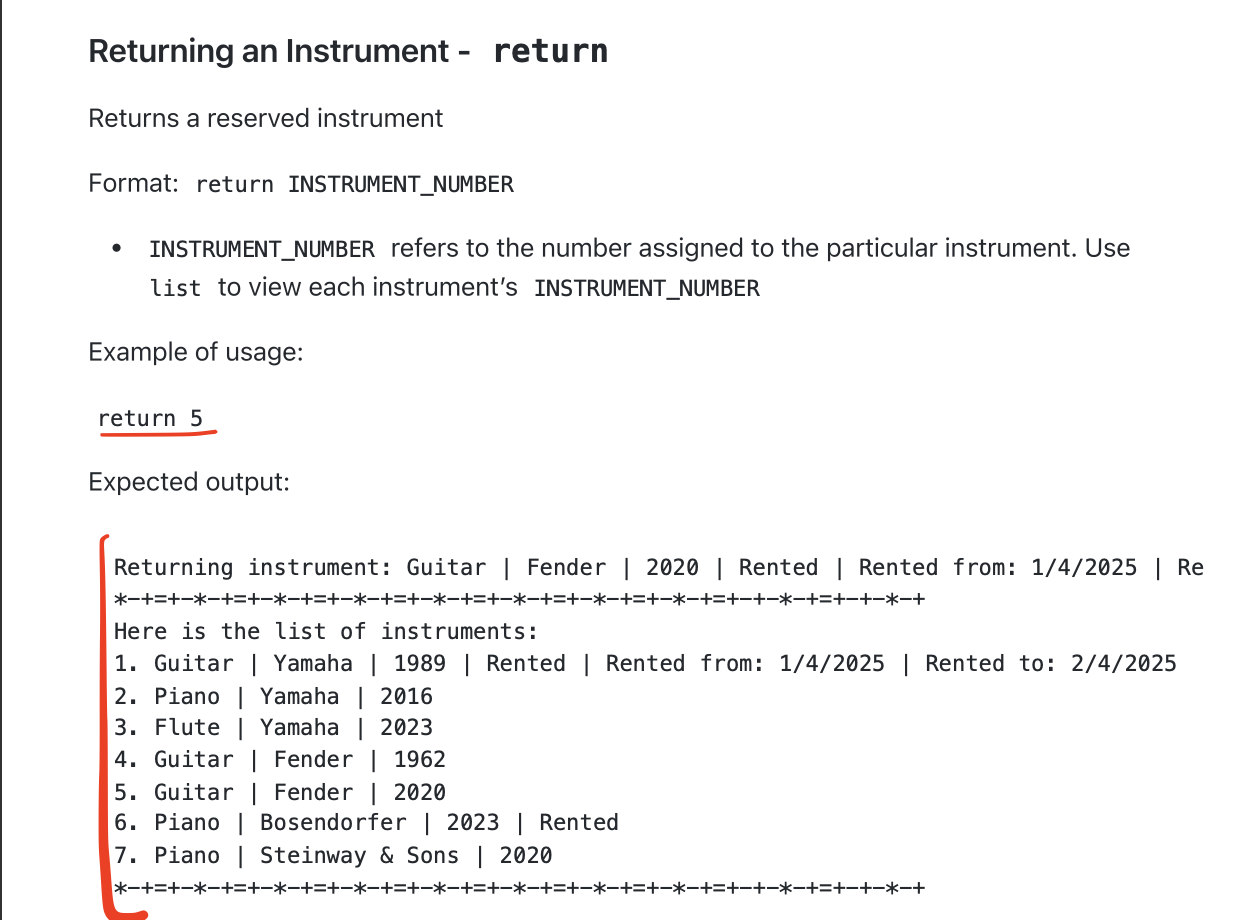 Returning an Instrument - return
Returns a reserved instrument
Format: return INSTRUMENT_NUMBER
• INSTRUMENT_NUMBER refers to the number assigned to the particular instrument. Use
list to view each instrument’s INSTRUMENT_NUMBER
Example of usage:
return 5
Expected output:
Returning instrument: Guitar | Fender | 2020 | Rented | Rented from: 1/4/2025 | Re
*-+=+-*-+=+-*-+=+-*-+=+-*-+=+-*-+=+-*-+=+-*-+=+-+-*-+=+-+-*-+
Here is the list of instruments:
1. Guitar | Yamaha | 1989 | Rented | Rented from: 1/4/2025 | Rented to: 2/4/2025
2. Piano | Yamaha | 2016
3. Flute | Yamaha | 2023
4. Guitar | Fender | 1962
5. Guitar | Fender | 2020
6. Piano | Bosendorfer | 2023 | Rented
7. Piano | Steinway & Sons | 2020
*-+=+-*-+=+-*-+=+-*-+=+-*-+=+-*-+=+-*-+=+-*-+=+-+-*-+=+-+-*-+